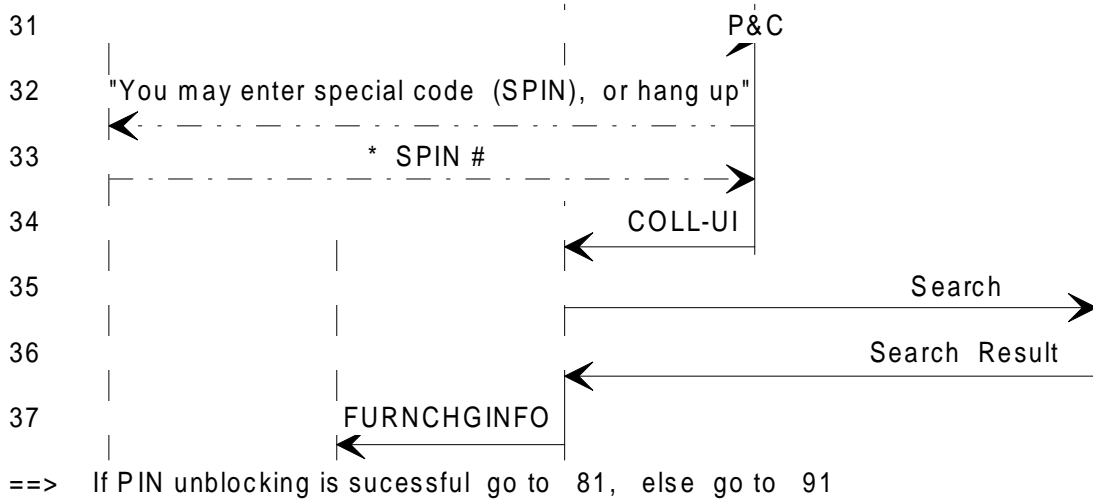 31 P&C
32 "You may enter special code (SPIN), or hang up"
33 * SPIN #
34 COLL-UI
35 Search
36 Search Result
37 FURNCHGINFO
==> If PIN unblocking is sucessful go to 81, else go to 91